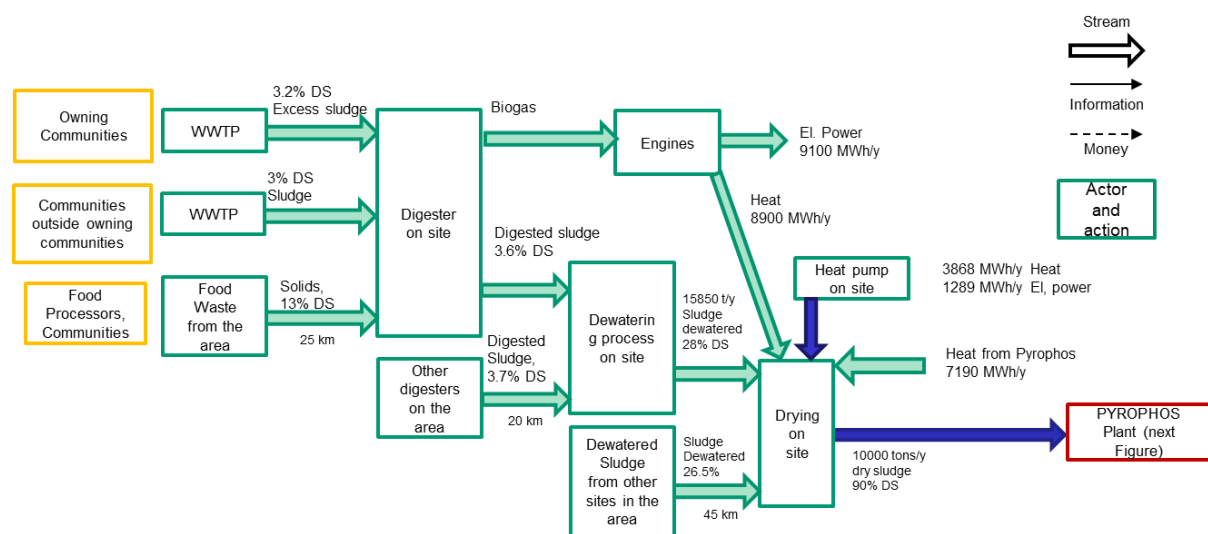 Stream
Information
Money
Actor
and
action
Owning
Communities
WWTP
3.2% DS
Excess sludge
Communities
outside owning
communities
WWTP
3% DS
Sludge
Food
Processors,
Communities
Food
Waste from
the area
Solids,
13% DS
25 km
Digester
on site
Biogas
Engines
El. Power
9100 MWh/y
Heat
8900 MWh/y
Digested sludge
3.6% DS
Other
digesters
on the
area
Digested
Sludge,
3.7% DS
20 km
Dewaterin
g process
on site
15850 t/y
Sludge
dewatered
28% DS
Heat pump
on site
3868 MWh/y Heat
1289 MWh/y El, power
Heat from Pyrophos
7190 MWh/y
Dewatered
Sludge
from other
sites in the
area
Sludge
Dewatered
26.5%
45 km
Drying
on
site
10000 tons/y
dry sludge
90% DS
PYROPHOS
Plant (next
Figure)